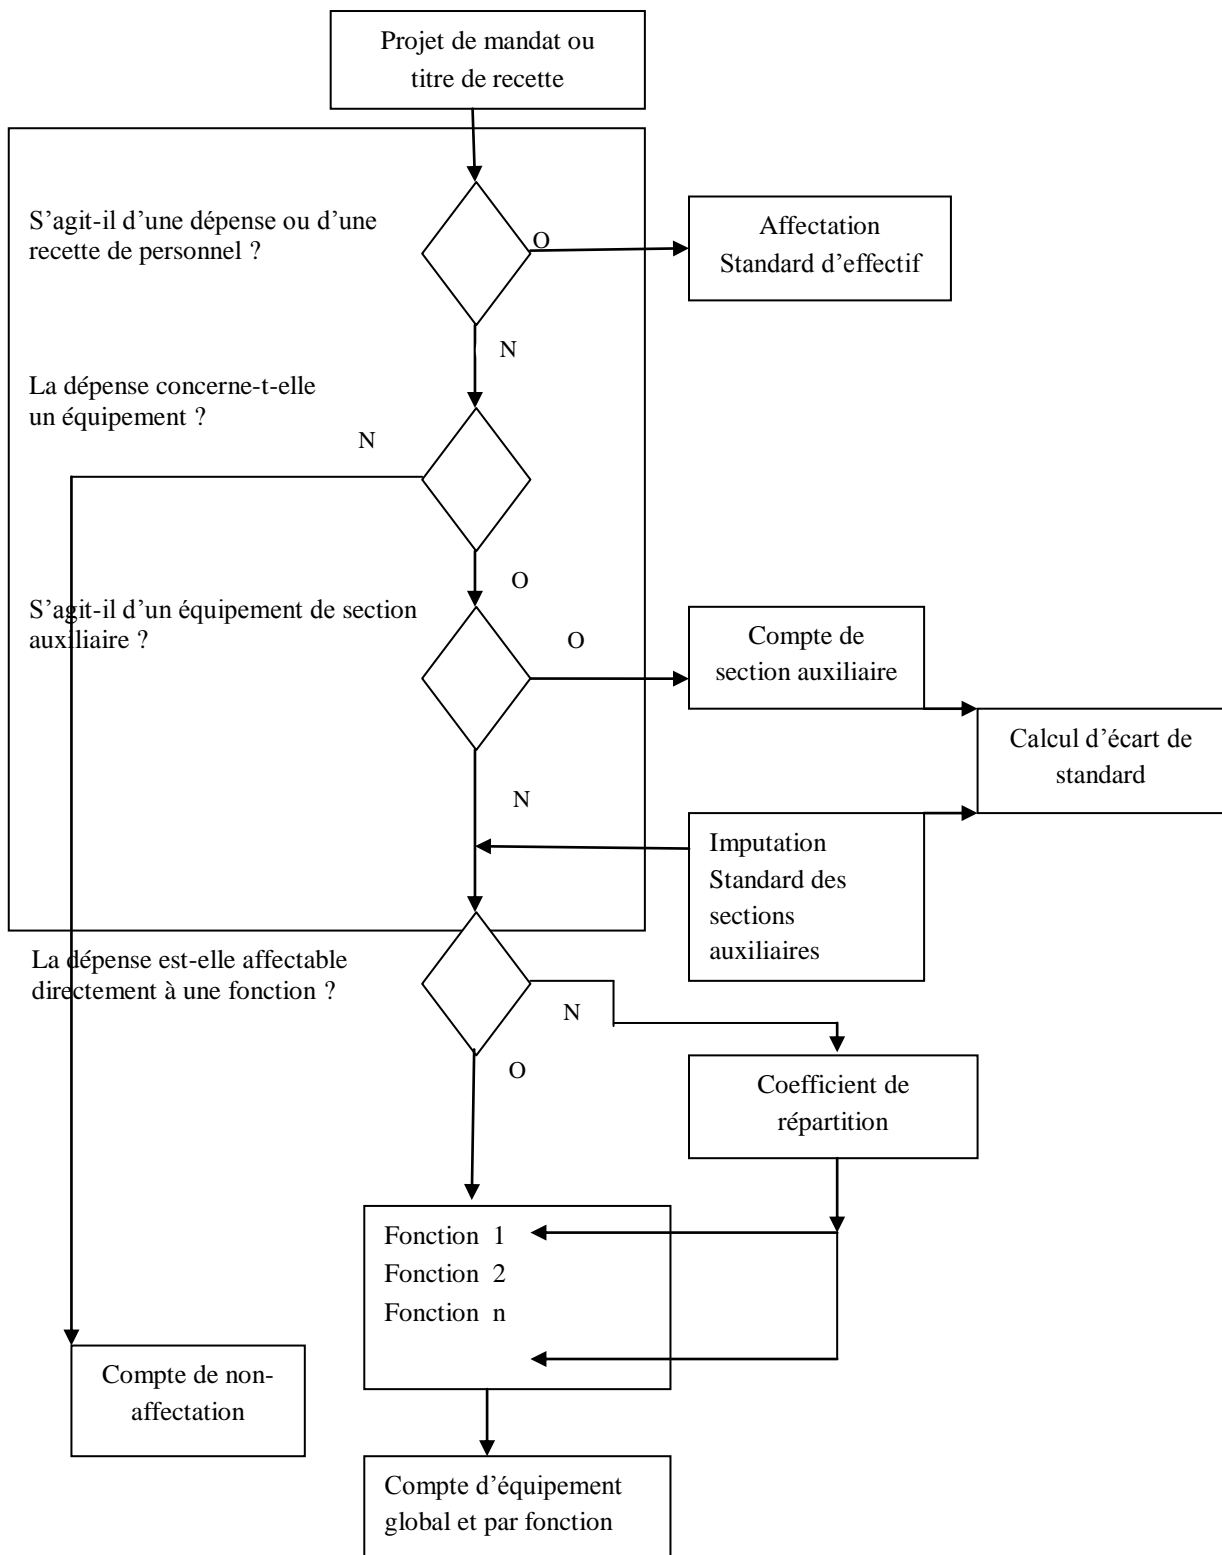 Projet de mandat ou
titre de recette
S’agit-il d’une dépense ou d’une
recette de personnel ?
O
Affectation
Standard d’effectif
N
La dépense concerne-t-elle
un équipement ?
N
O
S’agit-il d’un équipement de section
auxiliaire ?
O
Compte de
section auxiliaire
Calcul d’écart de
standard
N
Imputation
Standard des
sections
auxiliaires
La dépense est-elle affectable
directement à une fonction ?
N
O
Coefficient de
répartition
Fonction 1
Fonction 2
Fonction n
Compte de non-
affectation
Compte d’équipement
global et par fonction